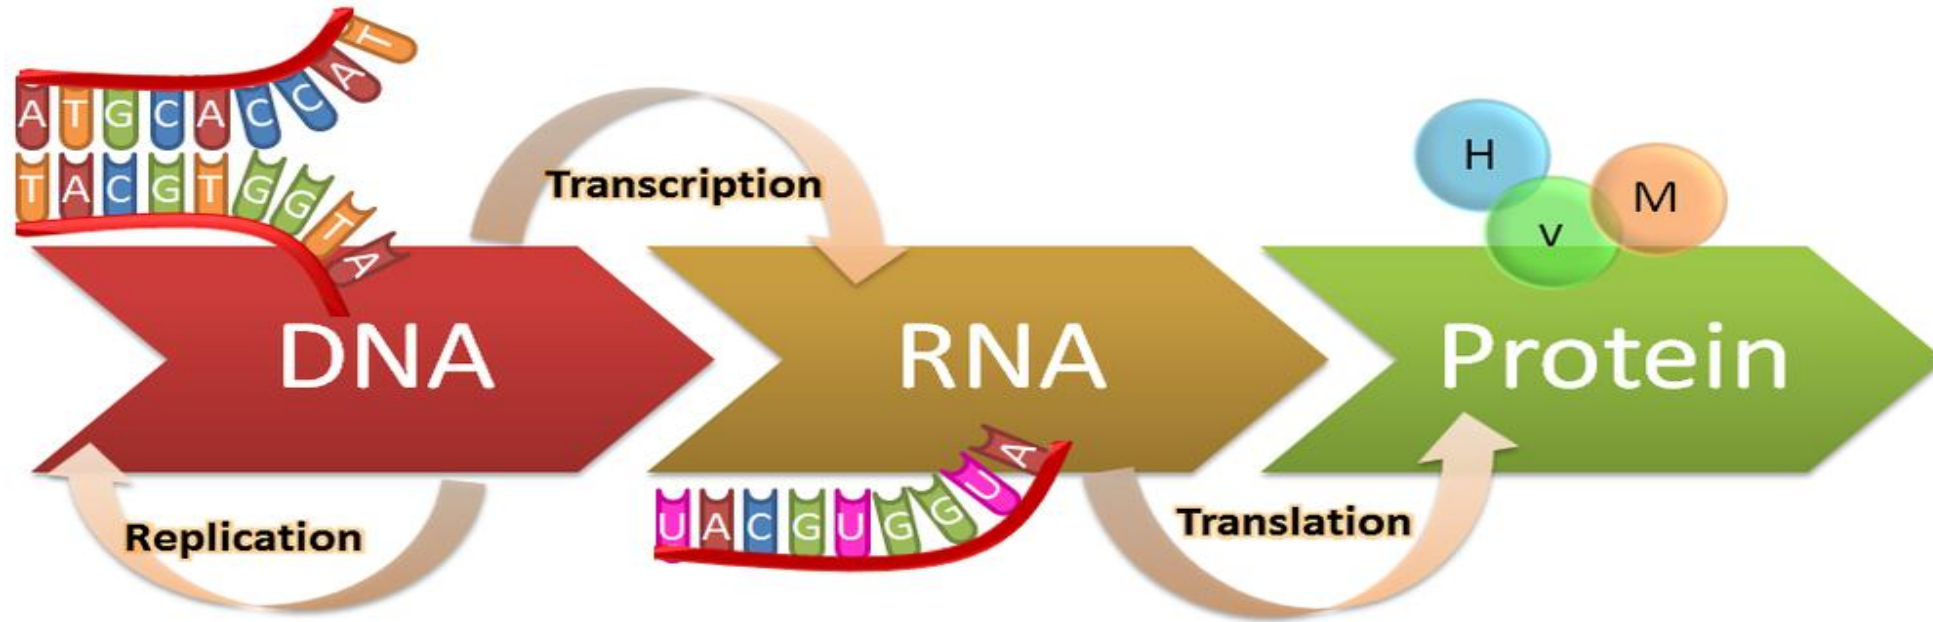 ATGCACCAT
TACGTGGTA
Transcription
H
v
M
DNA
RNA
Protein
Replication
UACGUGGUA
Translation